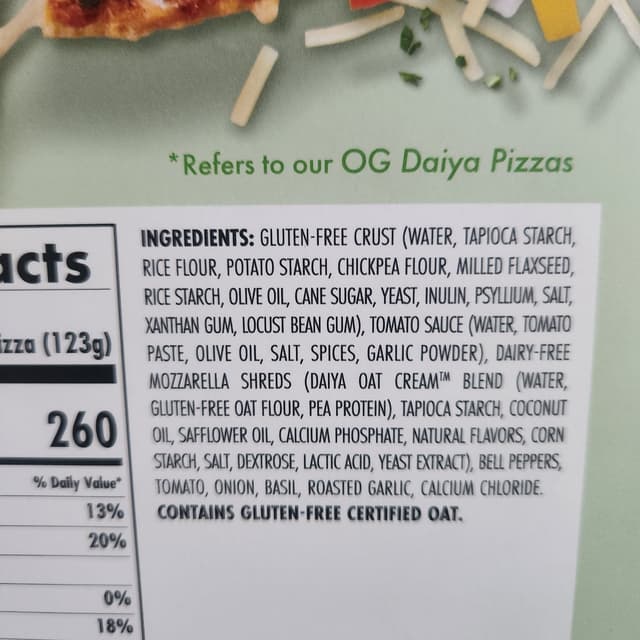 *Refers to our OG Daiya Pizzas
INGREDIENTS: GLUTEN-FREE CRUST (WATER, TAPIOCA STARCH,
RICE FLOUR, POTATO STARCH, CHICKPEA FLOUR, MILLED FLAXSEED,
RICE STARCH, OLIVE OIL, CANE SUGAR, YEAST, INULIN, PSYLLIUM, SALT,
XANTHAN GUM, LOCUST BEAN GUM), TOMATO SAUCE (WATER, TOMATO
PASTE, OLIVE OIL, SALT, SPICES, GARLIC POWDER), DAIRY-FREE
MOZZARELLA SHREDS (DAIYA OAT CREAM™ BLEND (WATER,
GLUTEN-FREE OAT FLOUR, PEA PROTEIN), TAPIOCA STARCH, COCONUT
OIL, SAFFLOWER OIL, CALCIUM PHOSPHATE, NATURAL FLAVORS, CORN
STARCH, SALT, DEXTROSE, LACTIC ACID, YEAST EXTRACT), BELL PEPPERS,
TOMATO, ONION, BASIL, ROASTED GARLIC, CALCIUM CHLORIDE.
CONTAINS GLUTEN-FREE CERTIFIED OAT.
acts
izza (123g)
260
% Daily Value*
13%
20%
0%
18%